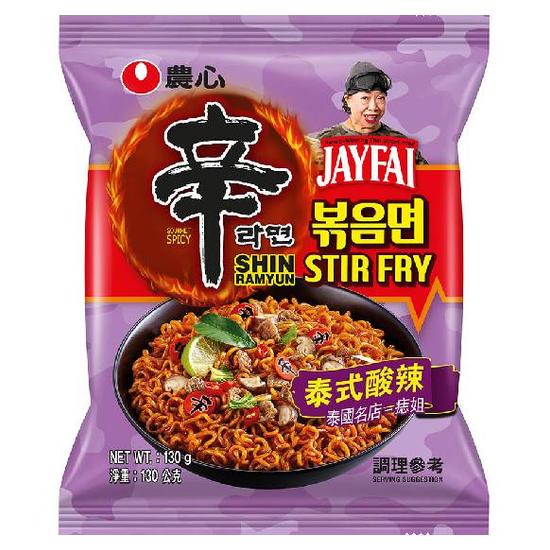 農心
辛
라면
GOURMET
SPICY
SHIN
RAMYUN
JAYFAI
볶음면
STIR FRY
泰式酸辣
泰國名店=痣姐=
NET WT. : 130 g
淨重 : 130 公克
調理參考
SERVING SUGGESTION